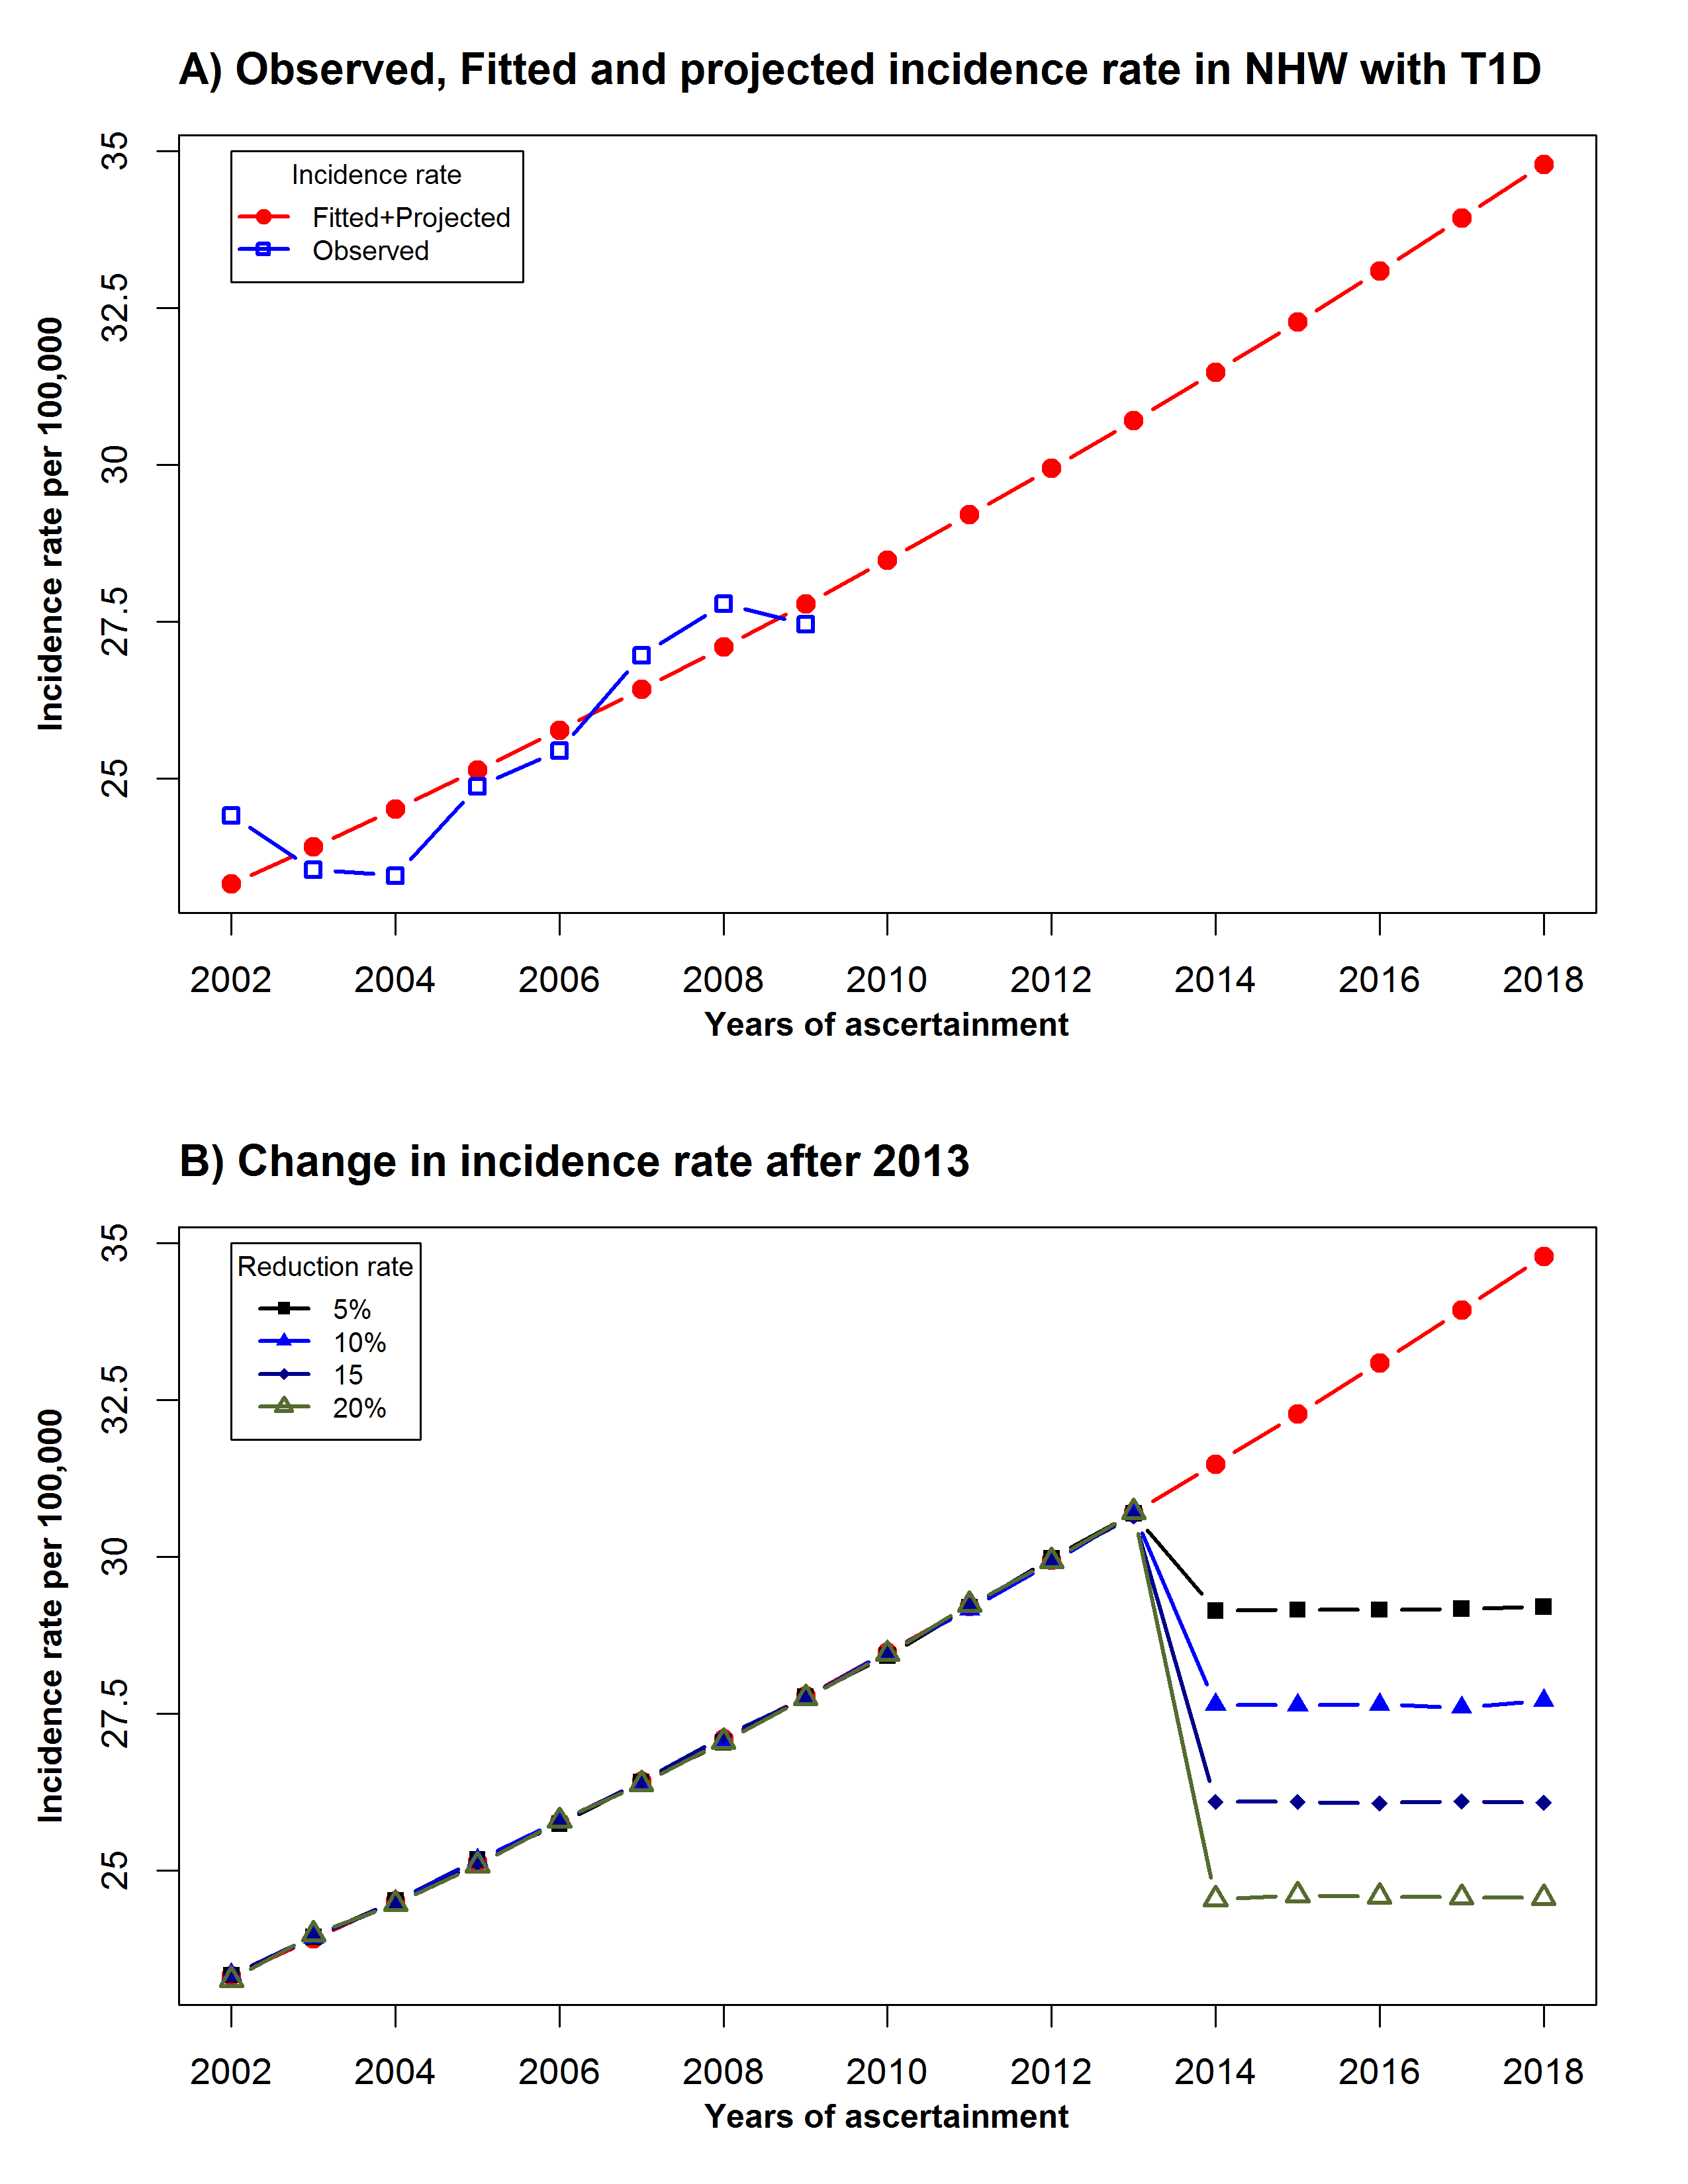 A) Observed, Fitted and projected incidence rate in NHW with T1D
Incidence rate per 100,000
35
32.5
30
27.5
25
Incidence rate
Fitted+Projected
Observed
2002 2004 2006 2008 2010 2012 2014 2016 2018
Years of ascertainment
B) Change in incidence rate after 2013
Incidence rate per 100,000
35
32.5
30
27.5
25
Reduction rate
5%
10%
15
20%
2002 2004 2006 2008 2010 2012 2014 2016 2018
Years of ascertainment